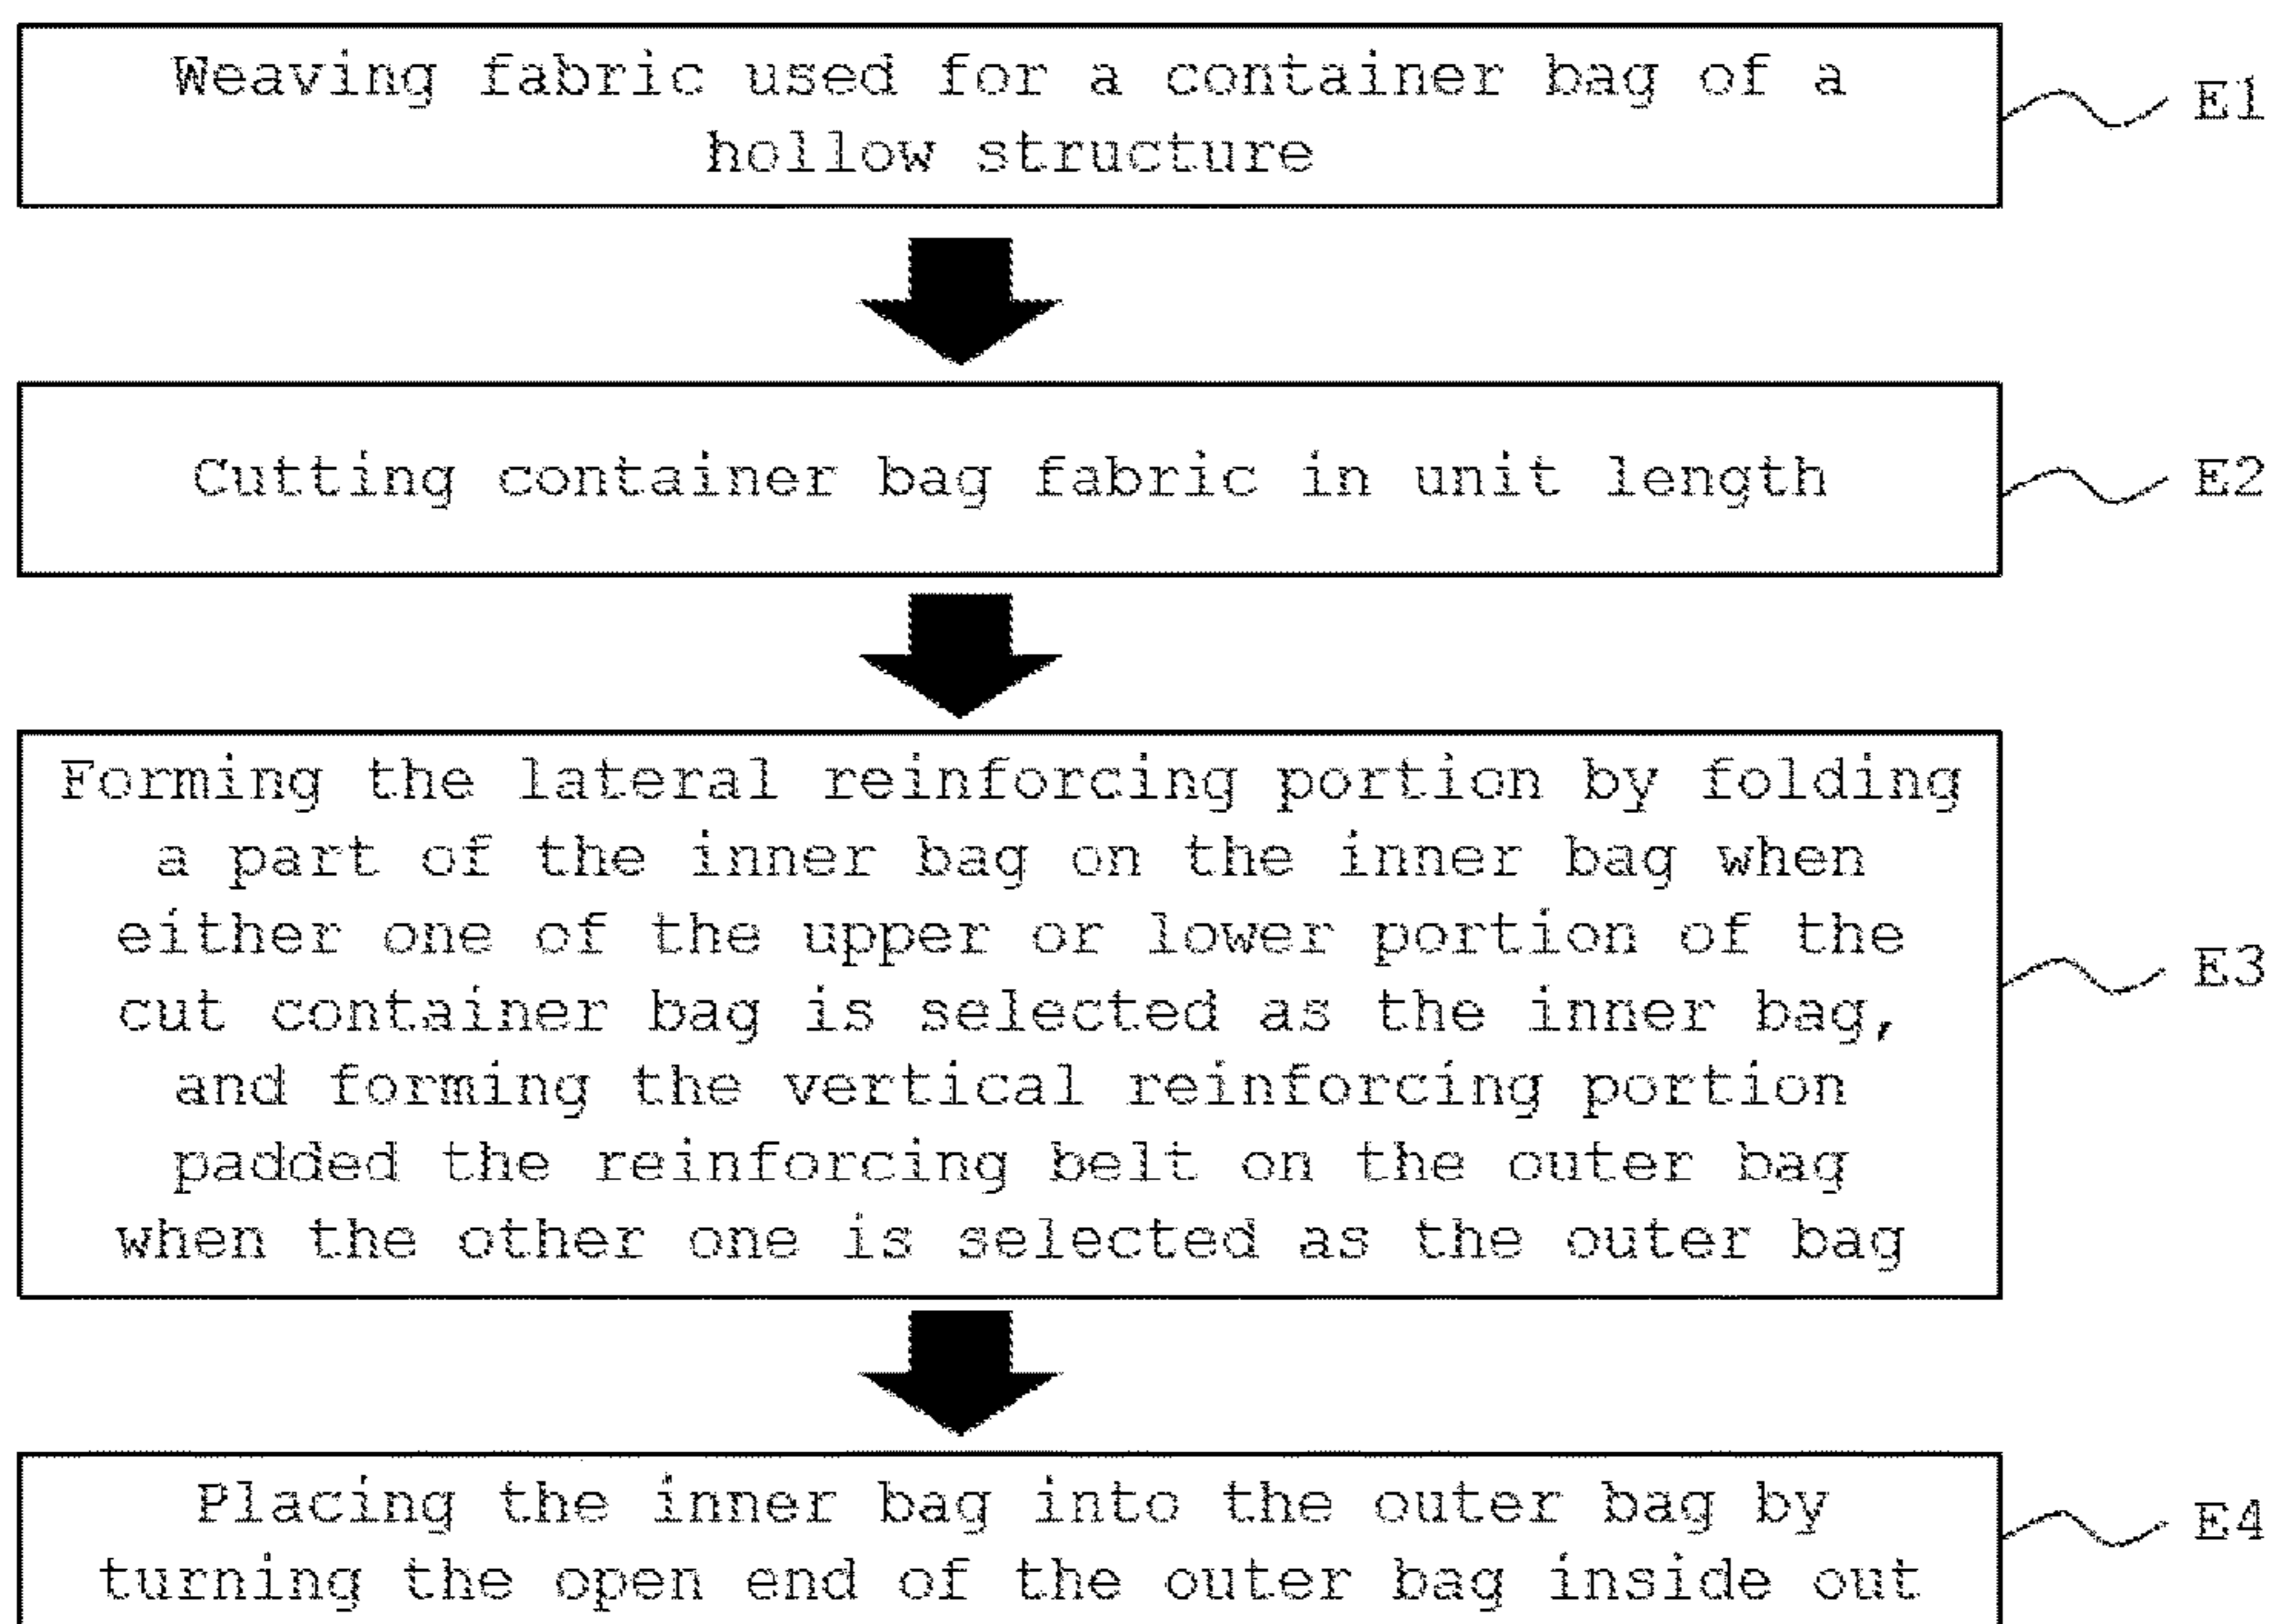 Weaving fabric used for a container bag of a
hollow structure
E1
Cutting container bag fabric in unit length
E2
Forming the lateral reinforcing portion by folding
a part of the inner bag on the inner bag when
either one of the upper or lower portion of the
cut container bag is selected as the inner bag,
and forming the vertical reinforcing portion
padded the reinforcing belt on the outer bag
when the other one is selected as the outer bag
E3
Placing the inner bag into the outer bag by
turning the open end of the outer bag inside out
E4